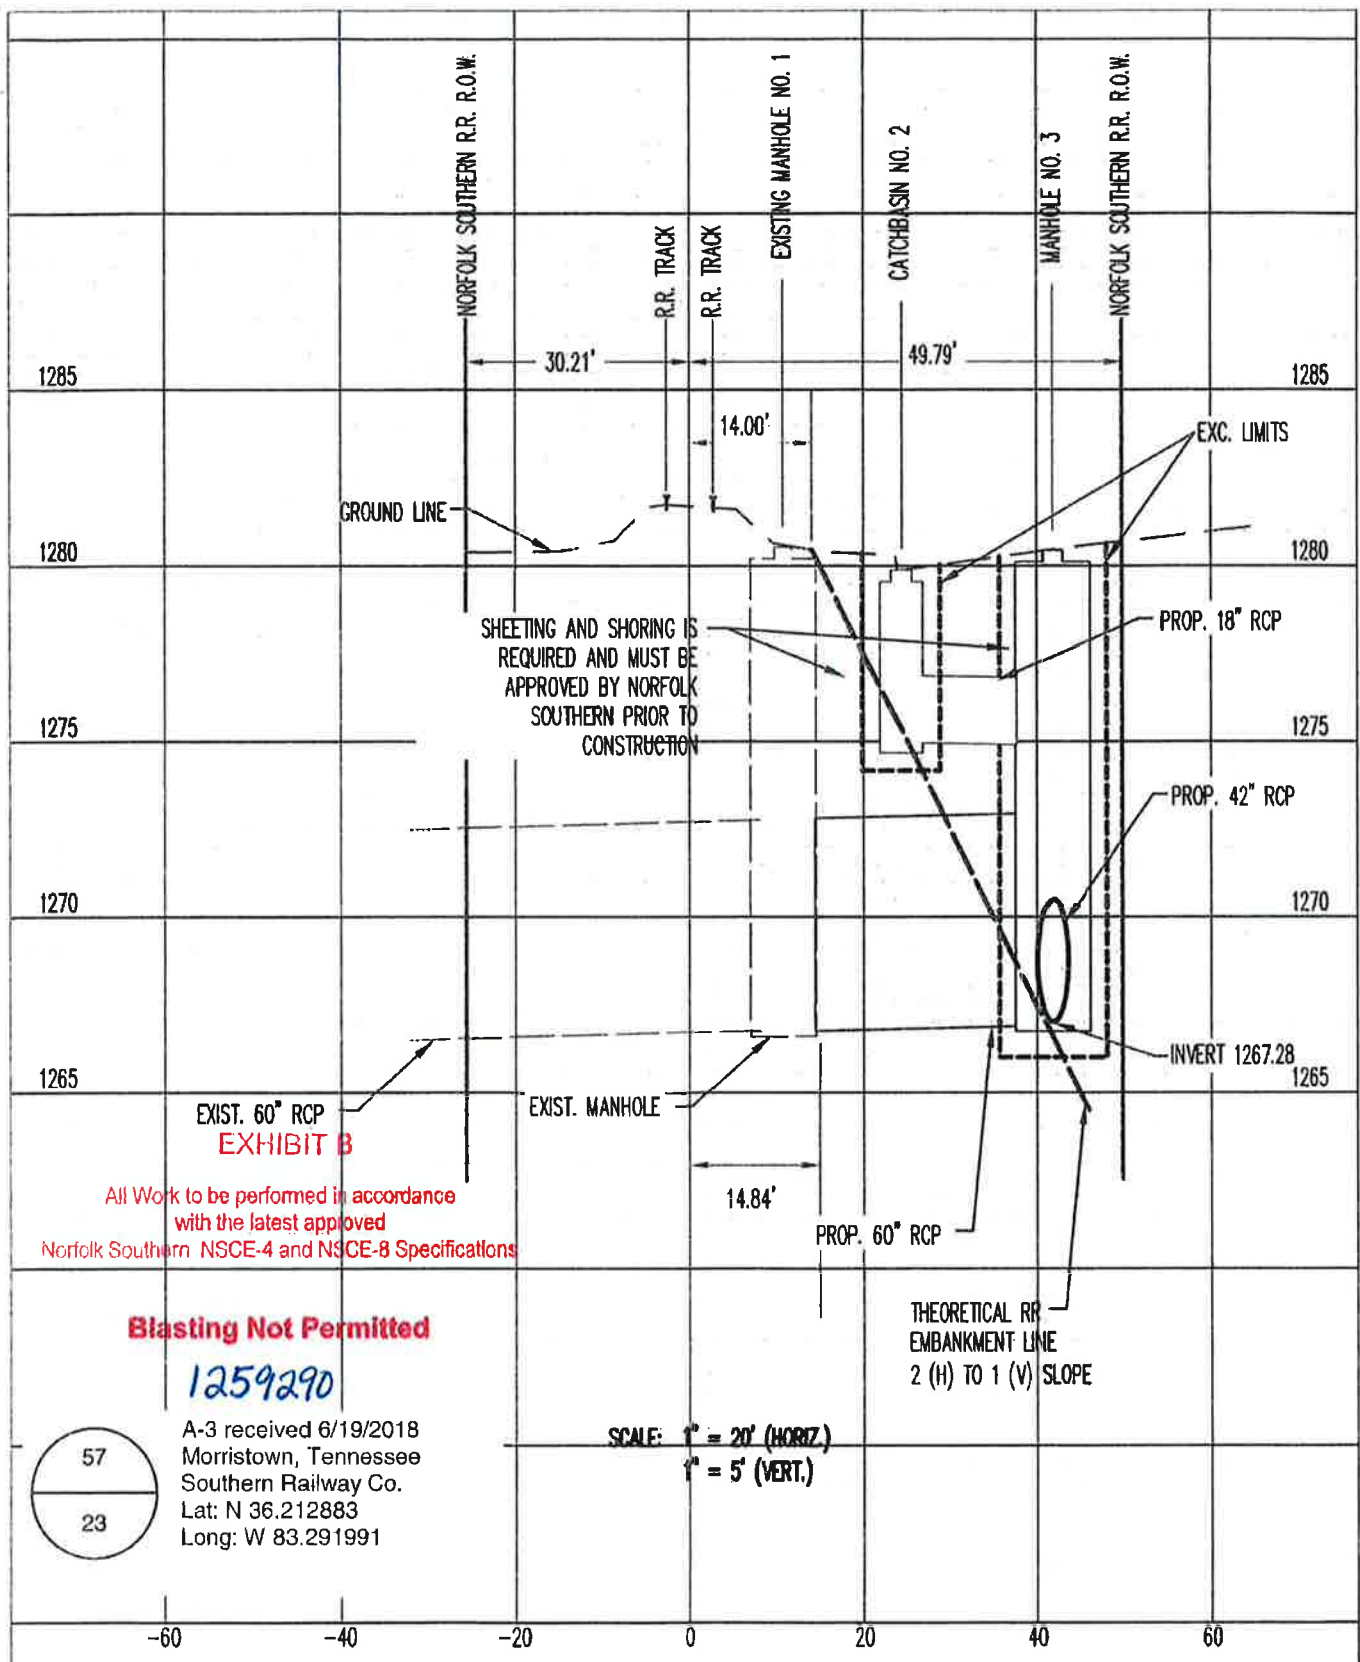 NORFOLK SOUTHERN R.R. R.O.W.
R.R. TRACK
R.R. TRACK
EXISTING MANHOLE NO. 1
CATCHBASIN NO. 2
MANHOLE NO. 3
NORFOLK SOUTHERN R.R. R.O.W.
30.21'
49.79'
1285
1285
14.00'
EXC. LIMITS
GROUND LINE
1280
1280
SHEETING AND SHORING IS
REQUIRED AND MUST BE
APPROVED BY NORFOLK
SOUTHERN PRIOR TO
CONSTRUCTION
PROP. 18" RCP
1275
1275
PROP. 42" RCP
1270
1270
INVERT 1267.28
1265
1265
EXIST. 60" RCP
EXIST. MANHOLE
EXHIBIT B
All Work to be performed in accordance
with the latest approved
Norfolk Southern NSCE-4 and NSCE-8 Specifications
14.84'
PROP. 60" RCP
THEORETICAL RR
EMBANKMENT LINE
2 (H) TO 1 (V) SLOPE
Blasting Not Permitted
1259290
57
23
A-3 received 6/19/2018
Morristown, Tennessee
Southern Railway Co.
Lat: N 36.212883
Long: W 83.291991
SCALE: 1" = 20' (HORIZ.)
1" = 5' (VERT.)
-60 -40 -20 0 20 40 60